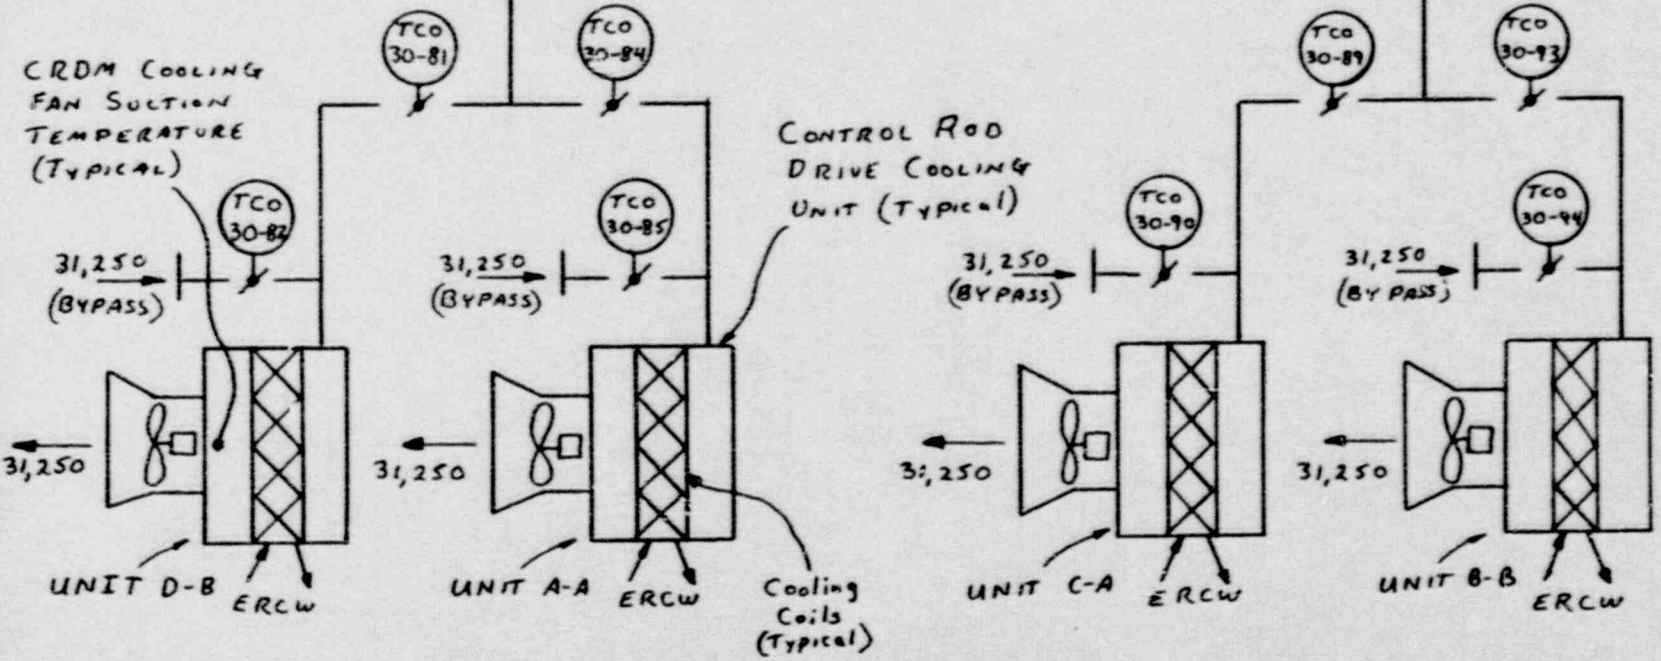 TCO
30-81
TCO
30-84
TCO
30-89
TCO
30-93
CRDM COOLING
FAN SUCTION
TEMPERATURE
(TYPICAL)
CONTROL ROD
DRIVE COOLING
UNIT (TYPICAL)
TCO
30-82
TCO
30-85
TCO
30-90
TCO
30-94
31,250
(BYPASS)
31,250
(BYPASS)
31,250
(BYPASS)
31,250
(BYPASS)
31,250
31,250
31,250
31,250
UNIT D-B
ERCW
UNIT A-A
ERCW
Cooling
Coils
(Typical)
UNIT C-A
ERCW
UNIT B-B
ERCW